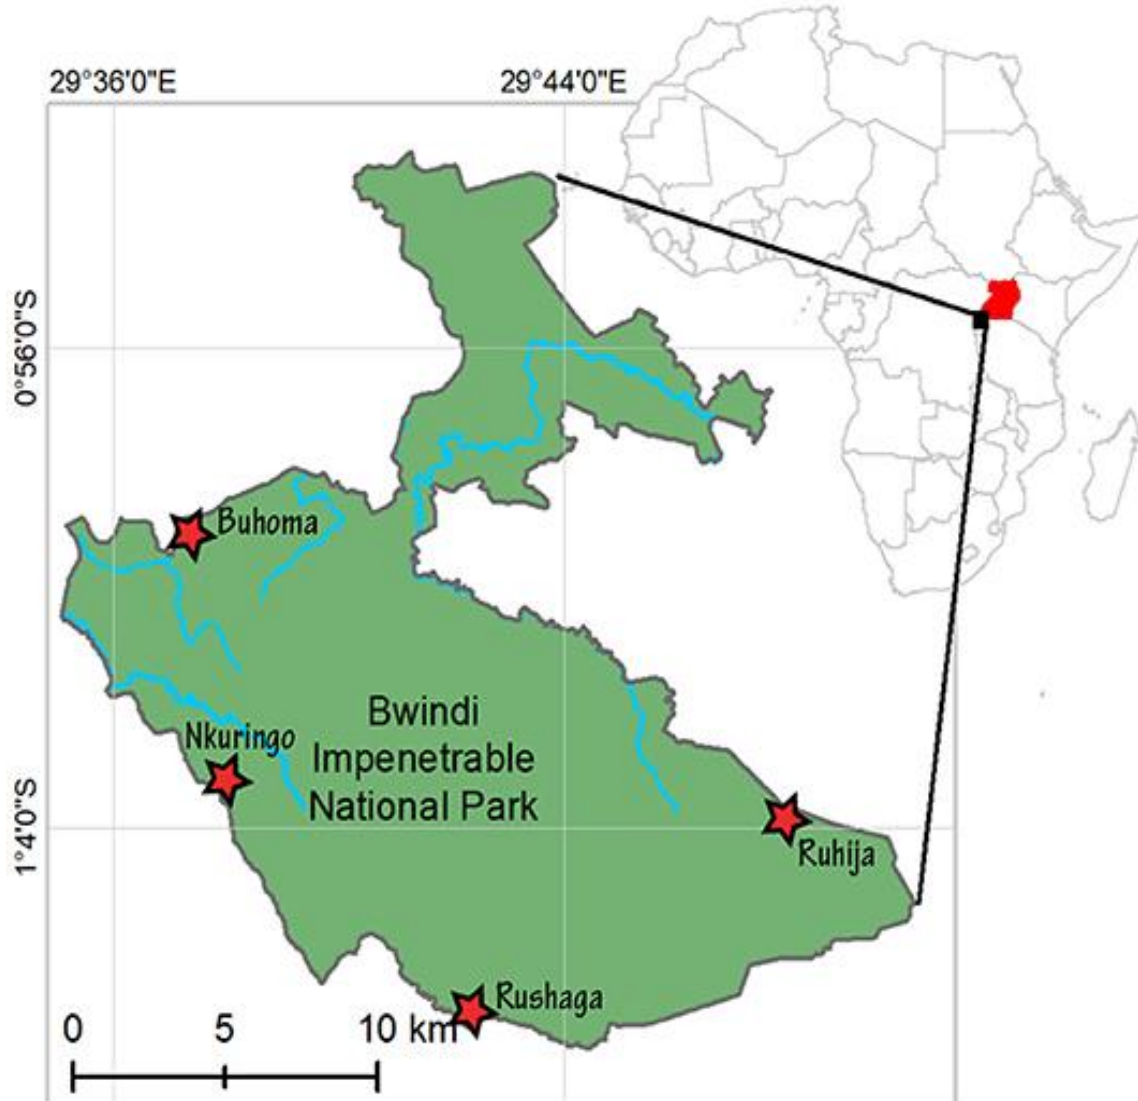 29°36'0"E
29°44'0"E
0°56'0"S
Buhoma
Bwindi
Impenetrable
National Park
Nkuringo
1°4'0"S
Ruhija
Rushaga
0
5
10 km